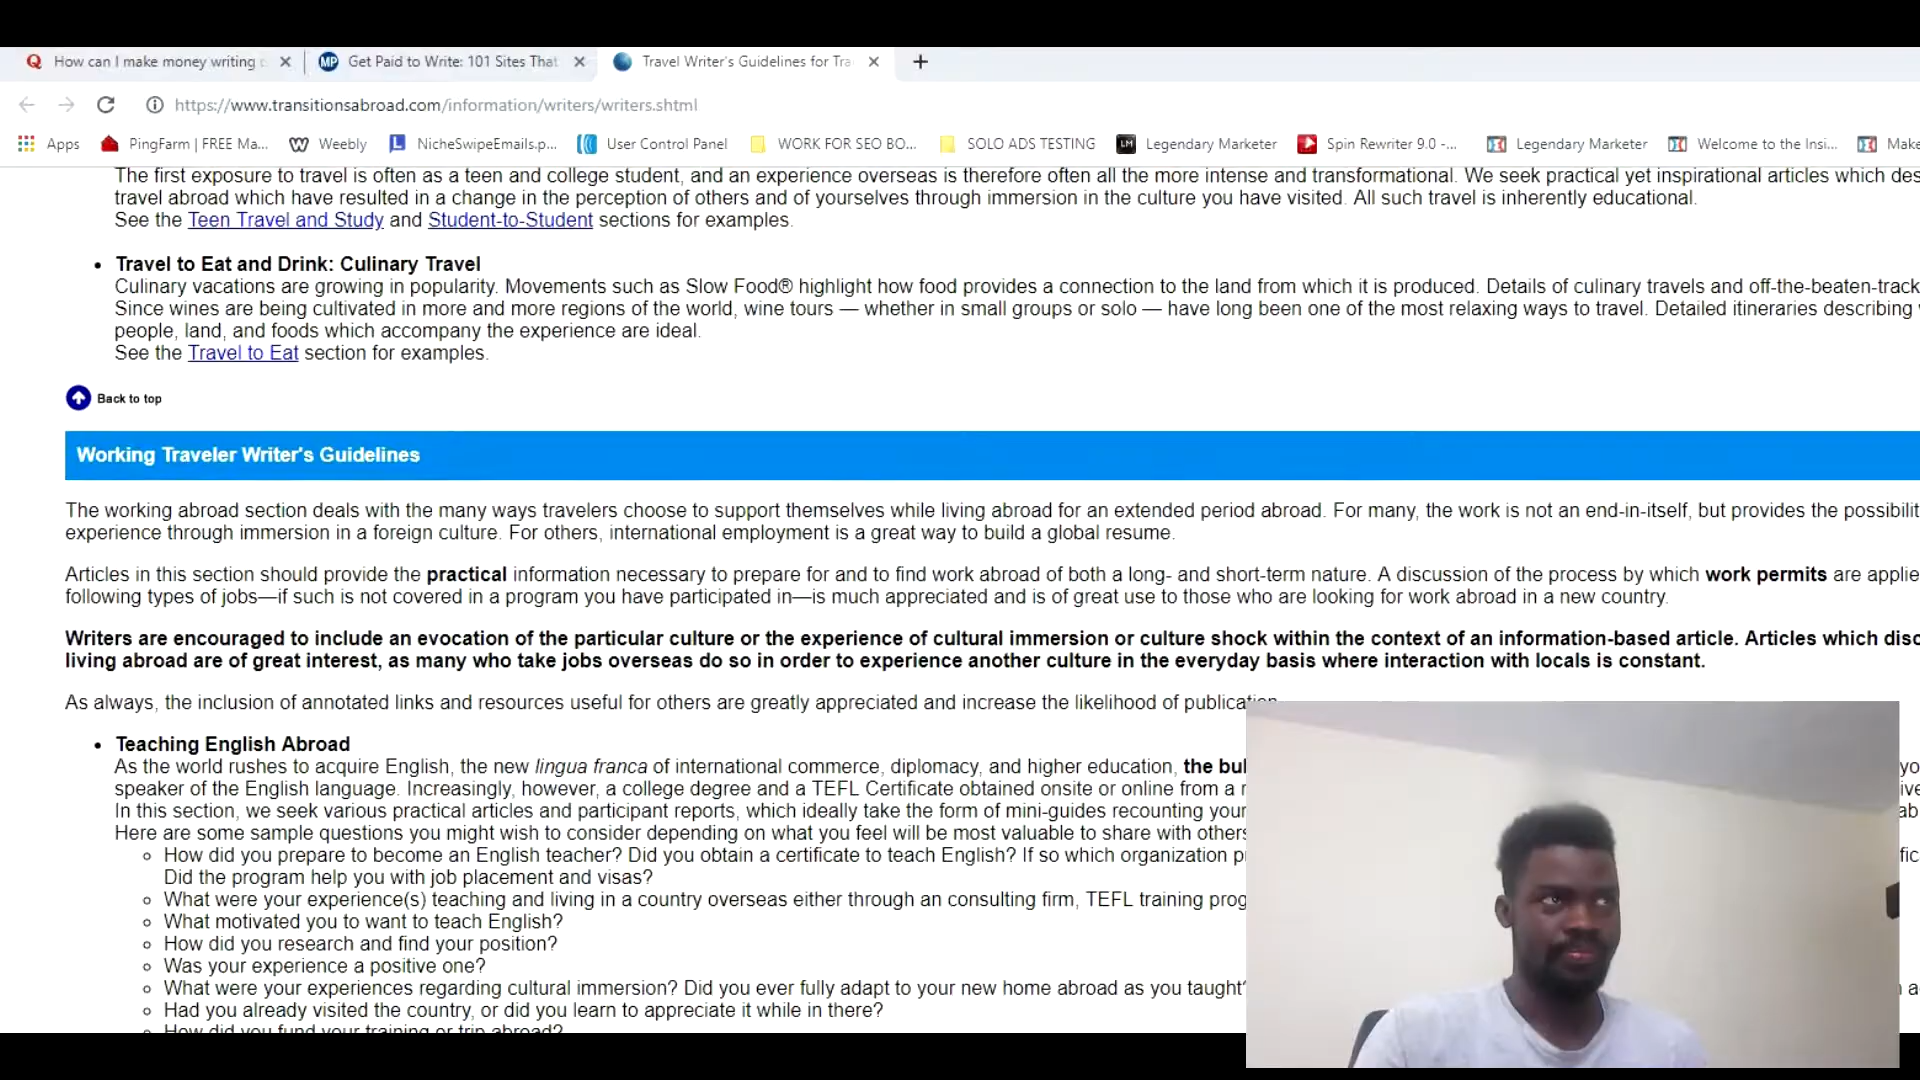 How can I make money writing
Get Paid to Write: 101 Sites That
Travel Writer's Guidelines for Tra
https://www.transitionsabroad.com/information/writers/writers.shtml
Apps
PingFarm | FREE Ma...
Weebly
NicheSwipeEmails.p...
User Control Panel
WORK FOR SEO BO...
SOLO ADS TESTING
Legendary Marketer
Spin Rewriter 9.0 -...
Legendary Marketer
Welcome to the Insi...
Make
The first exposure to travel is often as a teen and college student, and an experience overseas is therefore often all the more intense and transformational. We seek practical yet inspirational articles which des
travel abroad which have resulted in a change in the perception of others and of yourselves through immersion in the culture you have visited. All such travel is inherently educational.
See the Teen Travel and Study and Student-to-Student sections for examples.
• Travel to Eat and Drink: Culinary Travel
Culinary vacations are growing in popularity. Movements such as Slow Food® highlight how food provides a connection to the land from which it is produced. Details of culinary travels and off-the-beaten-track
Since wines are being cultivated in more and more regions of the world, wine tours — whether in small groups or solo — have long been one of the most relaxing ways to travel. Detailed itineraries describing
people, land, and foods which accompany the experience are ideal.
See the Travel to Eat section for examples.
Back to top
Working Traveler Writer's Guidelines
The working abroad section deals with the many ways travelers choose to support themselves while living abroad for an extended period abroad. For many, the work is not an end-in-itself, but provides the possibilit
experience through immersion in a foreign culture. For others, international employment is a great way to build a global resume.
Articles in this section should provide the practical information necessary to prepare for and to find work abroad of both a long- and short-term nature. A discussion of the process by which work permits are applie
following types of jobs—if such is not covered in a program you have participated in—is much appreciated and is of great use to those who are looking for work abroad in a new country.
Writers are encouraged to include an evocation of the particular culture or the experience of cultural immersion or culture shock within the context of an information-based article. Articles which disc
living abroad are of great interest, as many who take jobs overseas do so in order to experience another culture in the everyday basis where interaction with locals is constant.
As always, the inclusion of annotated links and resources useful for others are greatly appreciated and increase the likelihood of publication.
• Teaching English Abroad
As the world rushes to acquire English, the new lingua franca of international commerce, diplomacy, and higher education, the bul
speaker of the English language. Increasingly, however, a college degree and a TEFL Certificate obtained onsite or online from a
In this section, we seek various practical articles and participant reports, which ideally take the form of mini-guides recounting your
Here are some sample questions you might wish to consider depending on what you feel will be most valuable to share with others
How did you prepare to become an English teacher? Did you obtain a certificate to teach English? If so which organization p
Did the program help you with job placement and visas?
What were your experience(s) teaching and living in a country overseas either through an consulting firm, TEFL training prog
What motivated you to want to teach English?
How did you research and find your position?
Was your experience a positive one?
What were your experiences regarding cultural immersion? Did you ever fully adapt to your new home abroad as you taught?
Had you already visited the country, or did you learn to appreciate it while in there?
How did you fund your training or trip abroad?